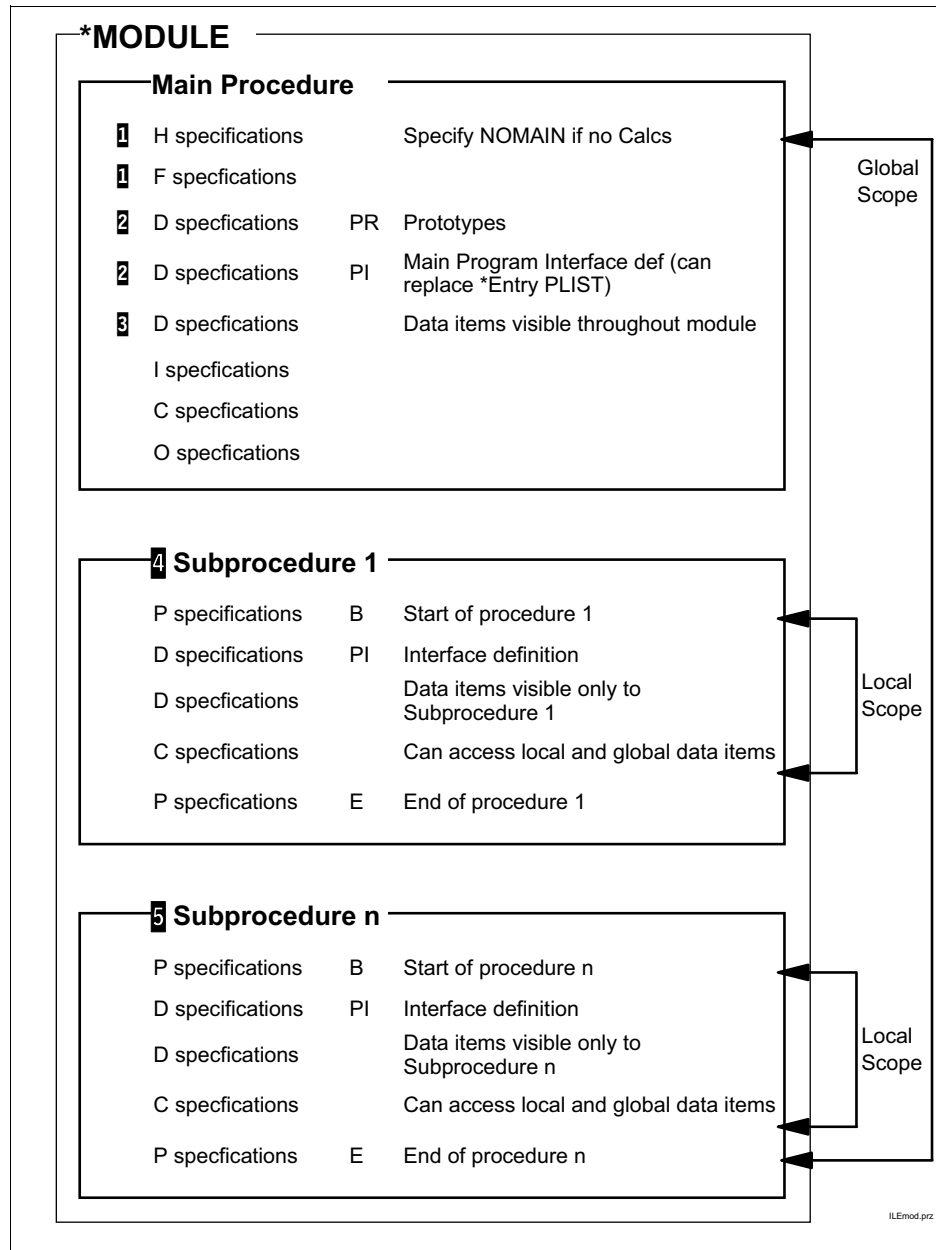 *MODULE
Main Procedure
1 H specifications Specify NOMAIN if no Calcs
Global
Scope
1 F specfications
2 D specfications PR Prototypes
2 D specfications PI Main Program Interface def (can
replace *Entry PLIST)
3 D specfications Data items visible throughout module
I specfications
C specfications
O specfications
4 Subprocedure 1
P specifications B Start of procedure 1
D specifications PI Interface definition
D specfications Data items visible only to
Subprocedure 1
Local
Scope
C specfications Can access local and global data items
P specfications E End of procedure 1
5 Subprocedure n
P specifications B Start of procedure n
D specifications PI Interface definition
D specfications Data items visible only to
Subprocedure n
Local
Scope
C specfications Can access local and global data items
P specfications E End of procedure n
ILEmod.prz